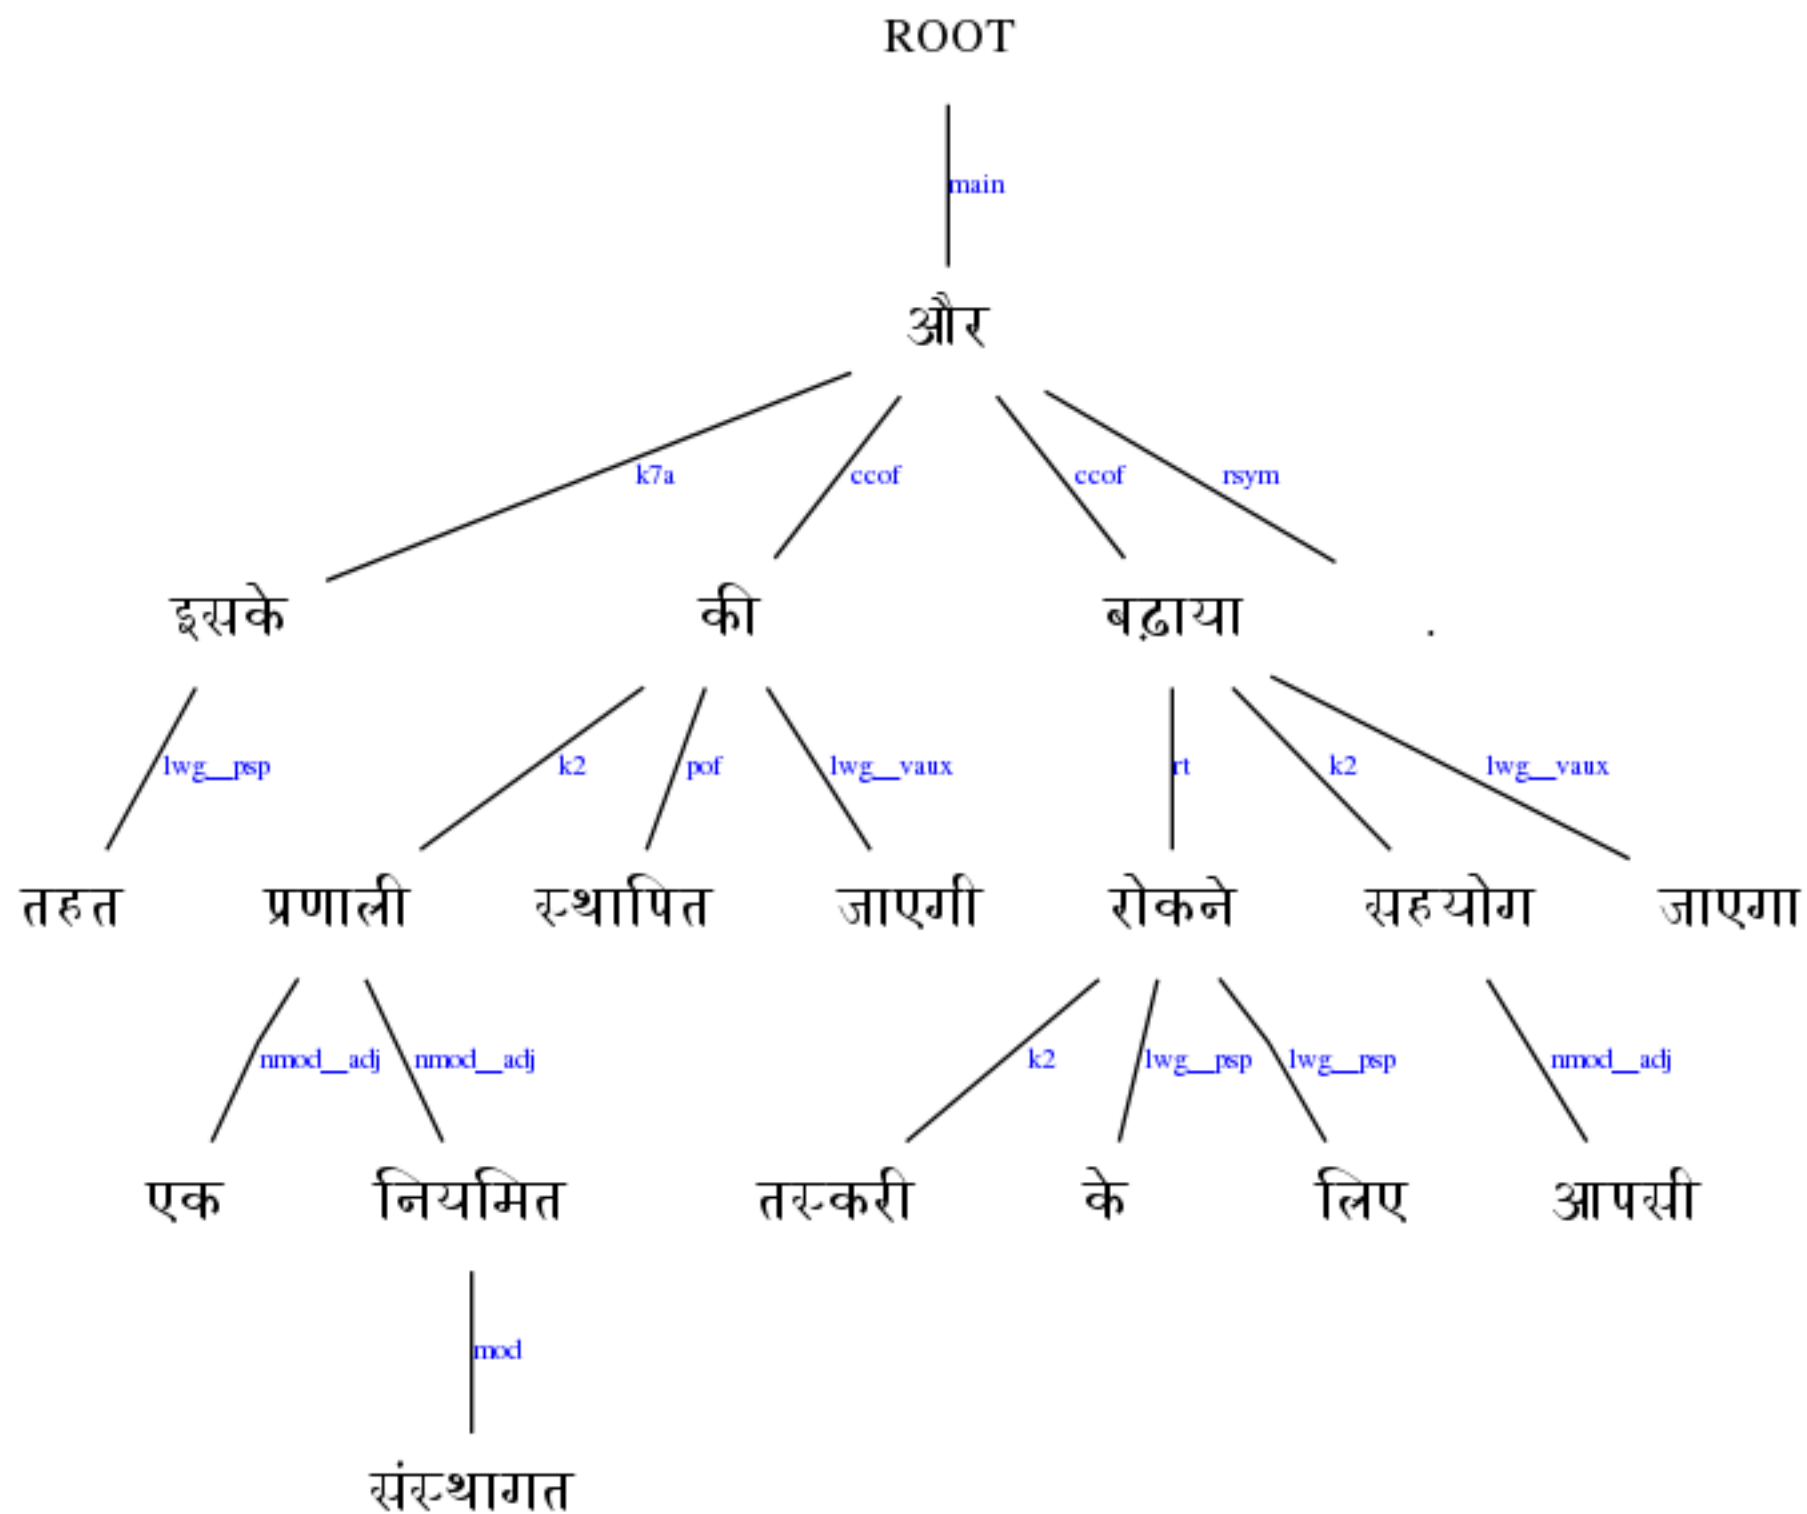 ROOT
main
और
k7a ccof ccof rsym
इसके की बढ़ाया .
lwg__psp k2 pof lwg__vaux rt k2 lwg__vaux
तहत प्रणाली स्थापित जाएगी रोकने सहयोग जाएगा
nmod__adj nmod__adj k2 lwg__psp lwg__psp nmod__adj
एक नियमित तस्करी के लिए आपसी
mod
संस्थागत